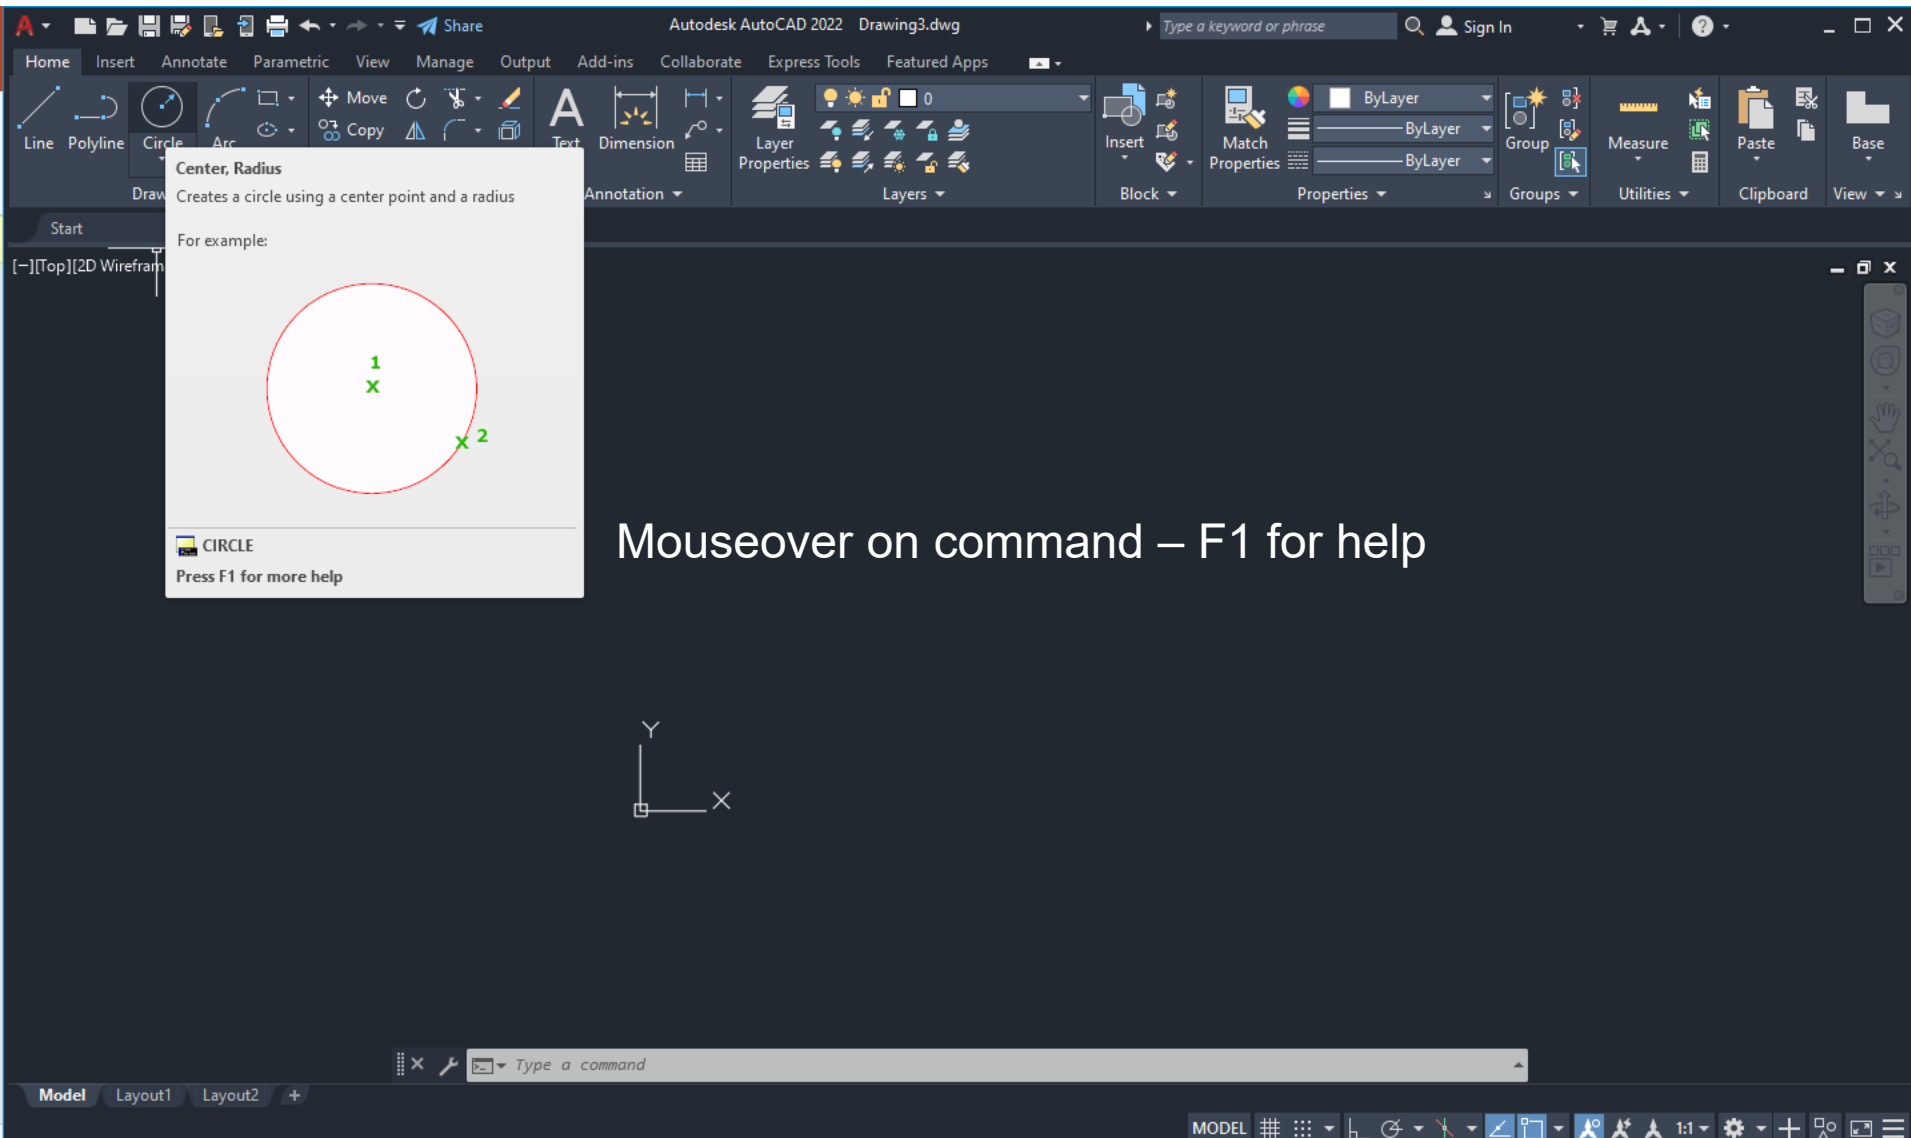 Share
Autodesk AutoCAD 2022 Drawing3.dwg
Type a keyword or phrase
Sign In
Home Insert Annotate Parametric View Manage Output Add-ins Collaborate Express Tools Featured Apps
Move
0
ByLayer
Copy
ByLayer
Line Polyline Circle Arc
Text Dimension
Layer
Properties
Insert
Match
Properties
ByLayer
Group
Measure
Paste
Base
Draw
Annotation
Layers
Block
Properties
Groups
Utilities
Clipboard
View
Center, Radius
Creates a circle using a center point and a radius
For example:
1
x
x 2
CIRCLE
Press F1 for more help
Start
[−][Top][2D Wirefram
Mouseover on command – F1 for help
Y
X
Type a command
Model Layout1 Layout2 +
MODEL
1:1